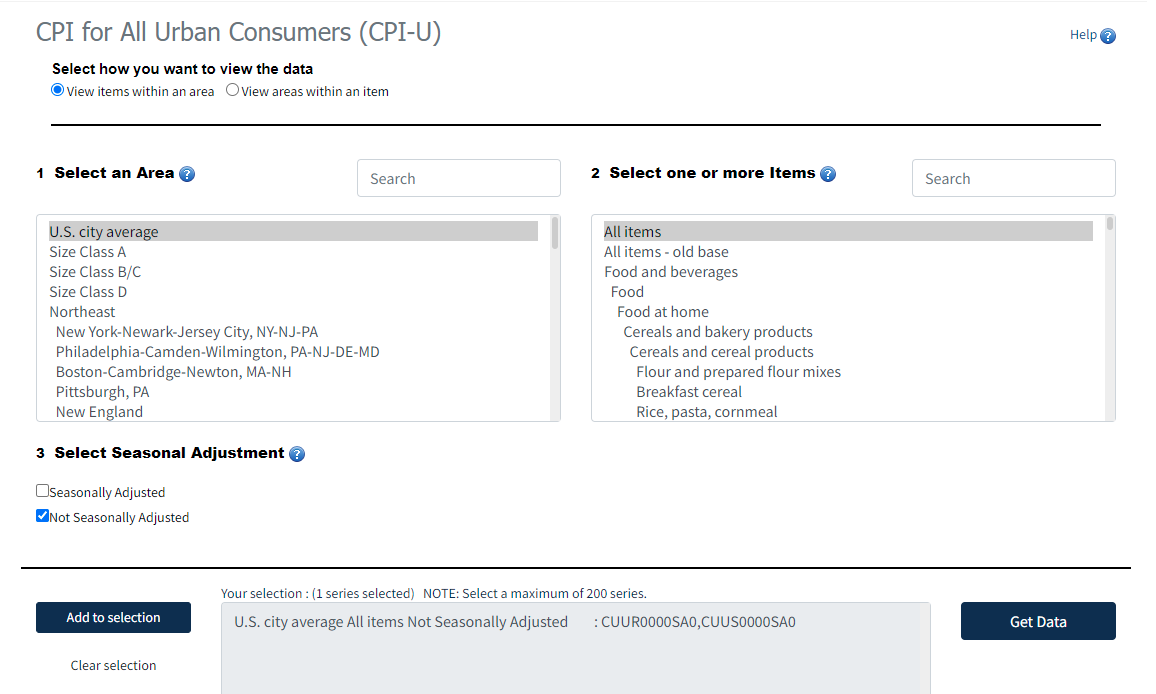 CPI for All Urban Consumers (CPI-U)
Help
Select how you want to view the data
View items within an area View areas within an item
1 Select an Area
Search
U.S. city average
Size Class A
Size Class B/C
Size Class D
Northeast
New York-Newark-Jersey City, NY-NJ-PA
Philadelphia-Camden-Wilmington, PA-NJ-DE-MD
Boston-Cambridge-Newton, MA-NH
Pittsburgh, PA
New England
2 Select one or more Items
Search
All items
All items - old base
Food and beverages
Food
Food at home
Cereals and bakery products
Cereals and cereal products
Flour and prepared flour mixes
Breakfast cereal
Rice, pasta, cornmeal
3 Select Seasonal Adjustment
Seasonally Adjusted
Not Seasonally Adjusted
Add to selection
Clear selection
Your selection : (1 series selected) NOTE: Select a maximum of 200 series.
U.S. city average All items Not Seasonally Adjusted : CUUR0000SA0,CUUS0000SA0
Get Data